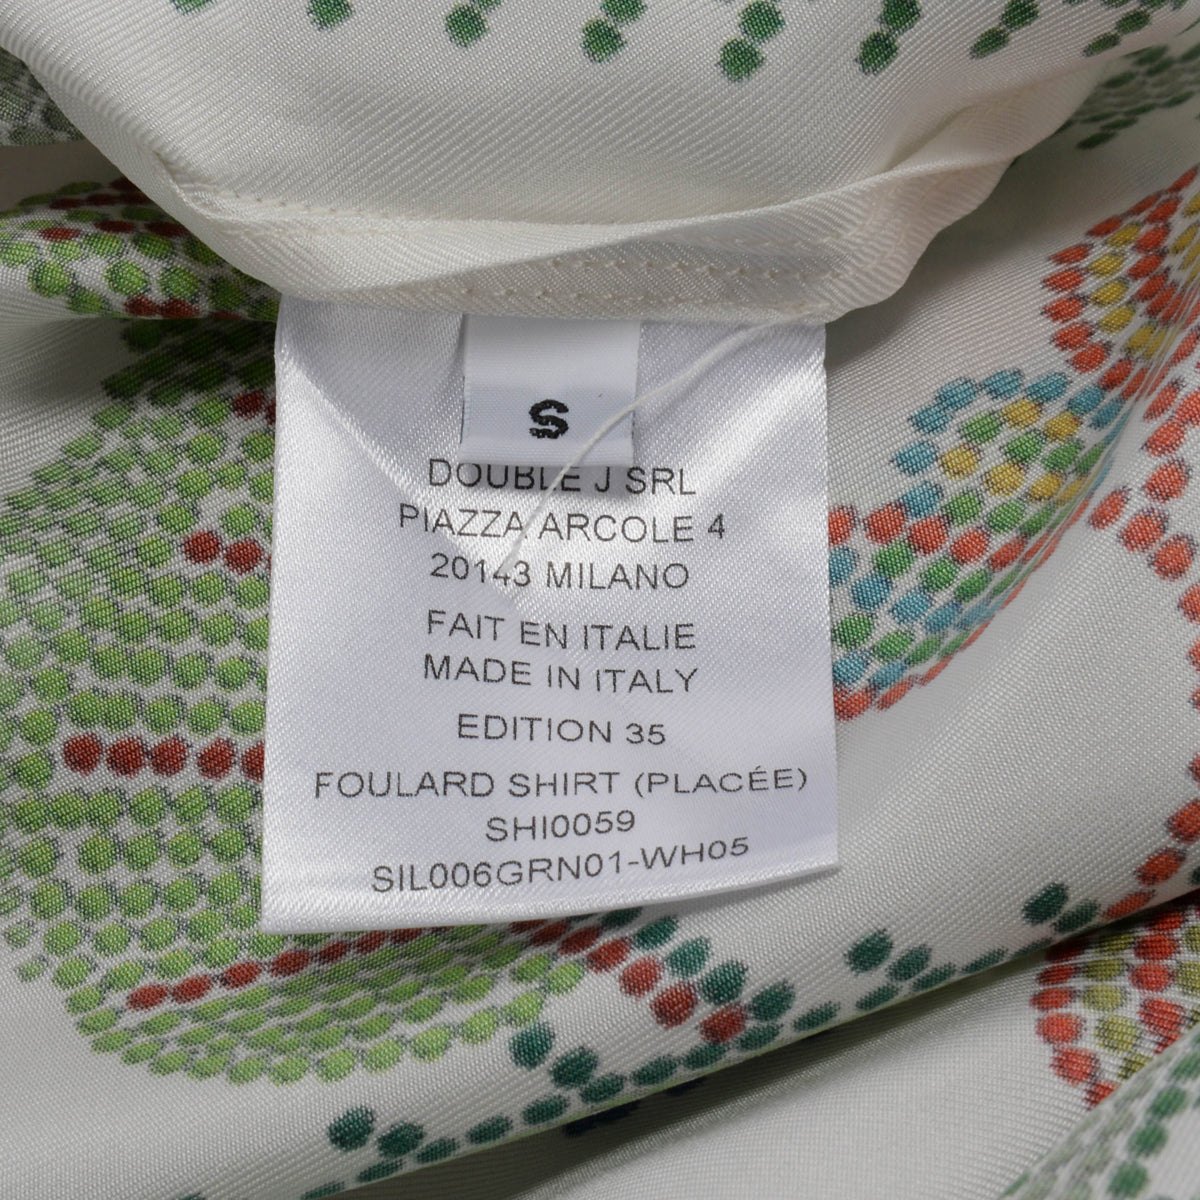 S
DOUBLE J SRL
PIAZZA ARCOLE 4
20143 MILANO
FAIT EN ITALIE
MADE IN ITALY
EDITION 35
FOULARD SHIRT (PLACÉE)
SHI0059
SIL006GRN01-WH05